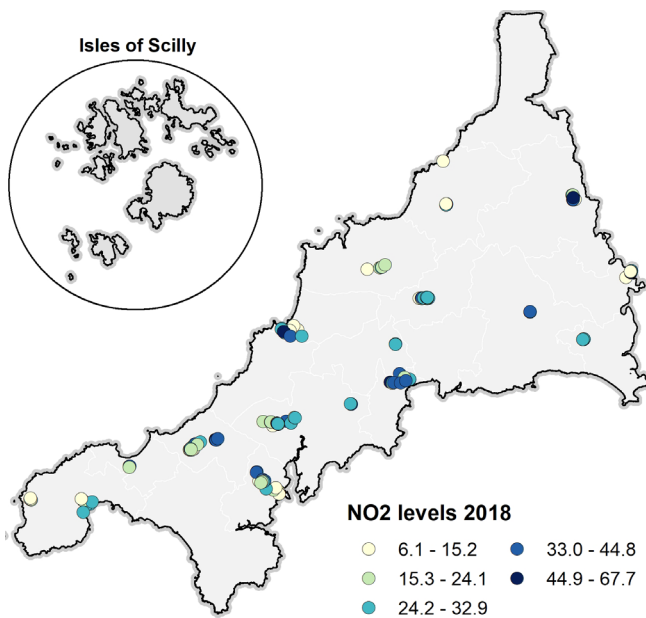 Isles of Scilly
NO2 levels 2018
6.1 - 15.2
33.0 - 44.8
15.3 - 24.1
44.9 - 67.7
24.2 - 32.9